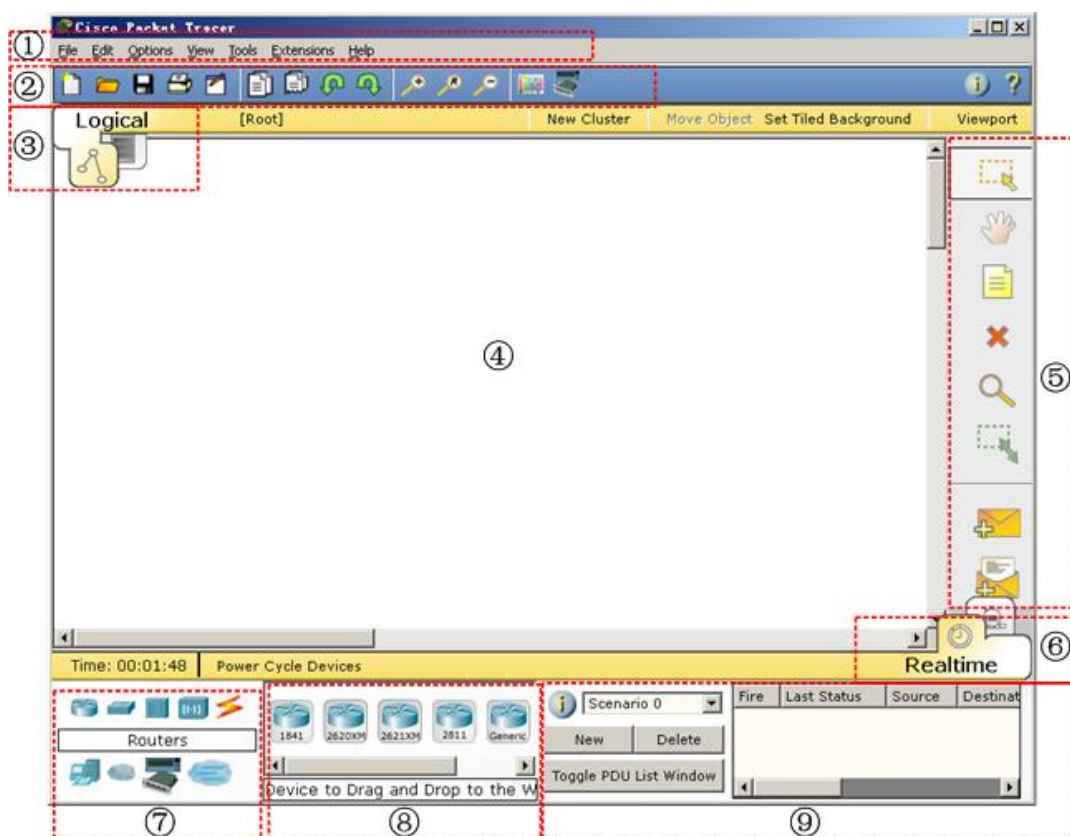 Cisco Packet Tracer
①
File Edit Options View Tools Extensions Help
②
③
Logical [Root] New Cluster Move Object Set Tiled Background Viewport
④
⑤
⑥
Time: 00:01:48 Power Cycle Devices Realtime
Routers
1841 2620XM 2621XM 2811 Generic
Device to Drag and Drop to the W
Scenario 0
New Delete
Toggle PDU List Window
Fire Last Status Source Destinat
⑦ ⑧ ⑨